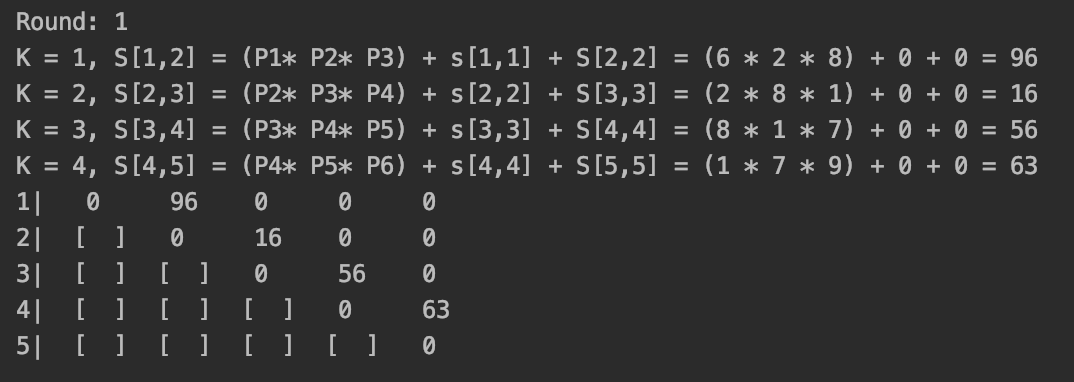 Round: 1
K = 1, S[1,2] = (P1* P2* P3) + s[1,1] + S[2,2] = (6 * 2 * 8) + 0 + 0 = 96
K = 2, S[2,3] = (P2* P3* P4) + s[2,2] + S[3,3] = (2 * 8 * 1) + 0 + 0 = 16
K = 3, S[3,4] = (P3* P4* P5) + s[3,3] + S[4,4] = (8 * 1 * 7) + 0 + 0 = 56
K = 4, S[4,5] = (P4* P5* P6) + s[4,4] + S[5,5] = (1 * 7 * 9) + 0 + 0 = 63
1|   0     96    0     0     0
2|  [  ]   0     16    0     0
3|  [  ]  [  ]   0     56    0
4|  [  ]  [  ]  [  ]   0     63
5|  [  ]  [  ]  [  ]  [  ]   0